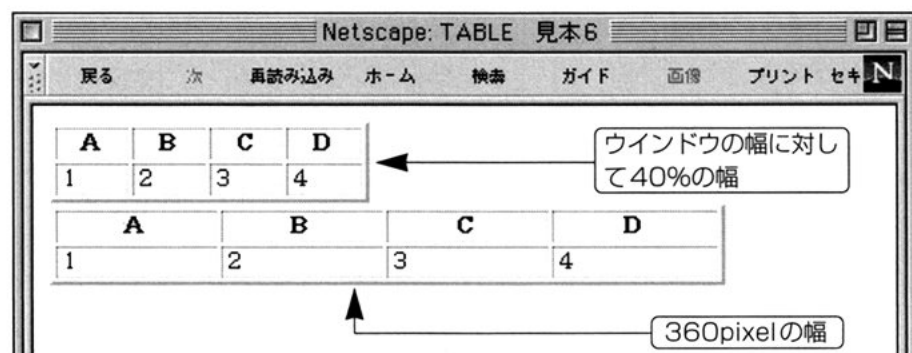 Netscape: TABLE 見本6
戻る 次 再読み込み ホーム 検索 ガイド 画像 プリント セキ N
A B C D
1 2 3 4
ウインドウの幅に対し
て40%の幅
A B C D
1 2 3 4
360pixelの幅